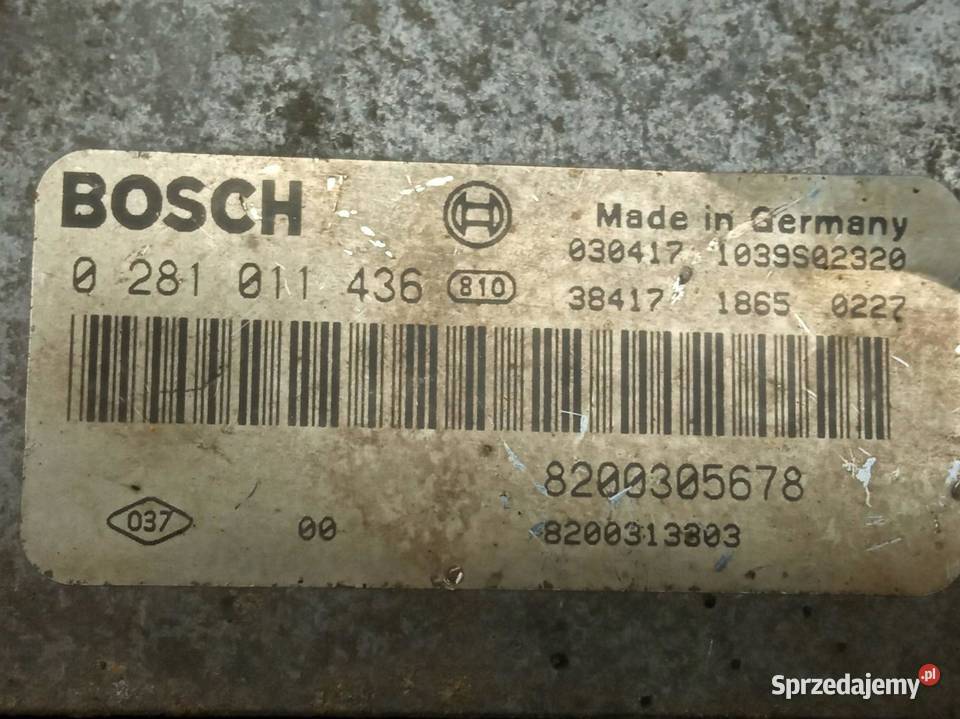 BOSCH
Made in Germany
030417 1039S02320
0 281 011 436 810
38417 1865 0227
8200305678
037 00 8200313303
Sprzedajemy.pl